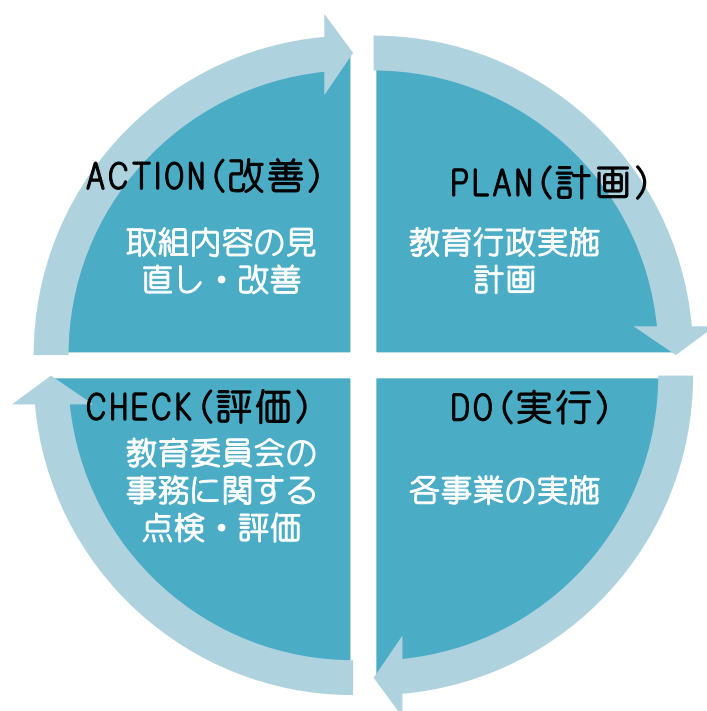 ACTION(改善)
取組内容の見
直し・改善
PLAN(計画)
教育行政実施
計画
CHECK(評価)
教育委員会の
事務に関する
点検・評価
DO(実行)
各事業の実施